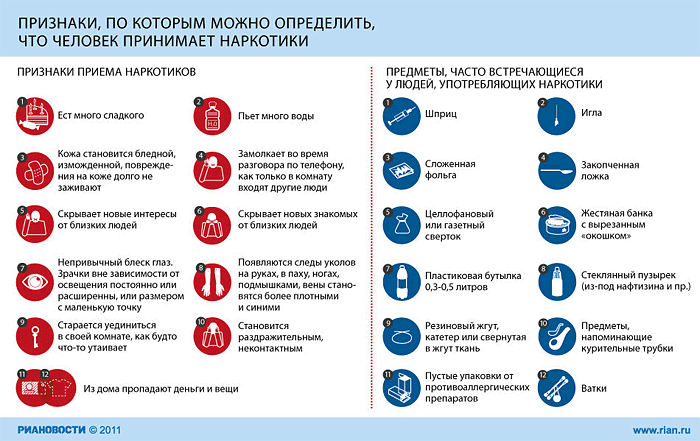 ПРИЗНАКИ, ПО КОТОРЫМ МОЖНО ОПРЕДЕЛИТЬ,
ЧТО ЧЕЛОВЕК ПРИНИМАЕТ НАРКОТИКИ
ПРИЗНАКИ ПРИЕМА НАРКОТИКОВ
1
Ест много сладкого
2
Пьет много воды
3
Кожа становится бледной,
изможденной, поврежде-
ния на коже долго не
заживают
4
Замолкает во время
разговора по телефону,
как только в комнату
входят другие люди
5
Скрывает новые интересы
от близких людей
6
Скрывает новых знакомых
от близких людей
7
Непривычный блеск глаз.
Зрачки вне зависимости от
освещения постоянно или
расширенны, или размером
с маленькую точку
8
Появляются следы уколов
на руках, в паху, ногах,
подмышками, вены стано-
вятся более плотными
и синими
9
Старается уединиться
в своей комнате, как будто
что-то утаивает
10
Становится
раздражительным,
неконтактным
11
12
Из дома пропадают деньги и вещи
ПРЕДМЕТЫ, ЧАСТО ВСТРЕЧАЮЩИЕСЯ
У ЛЮДЕЙ, УПОТРЕБЛЯЮЩИХ НАРКОТИКИ
1
Шприц
2
Игла
3
Сложенная
фольга
4
Закопченная
ложка
5
Целлофановый
или газетный
сверток
6
Жестяная банка
с вырезанным
«окошком»
7
Пластиковая бутылка
0,3-0,5 литров
8
Стеклянный пузырек
(из-под нафтизина и пр.)
9
Резиновый жгут,
катетер или свернутая
в жгут ткань
10
Предметы,
напоминающие
курительные трубки
11
Пустые упаковки от
противоаллергических
препаратов
12
Ватки
РИАНОВОСТИ © 2011
www.rian.ru